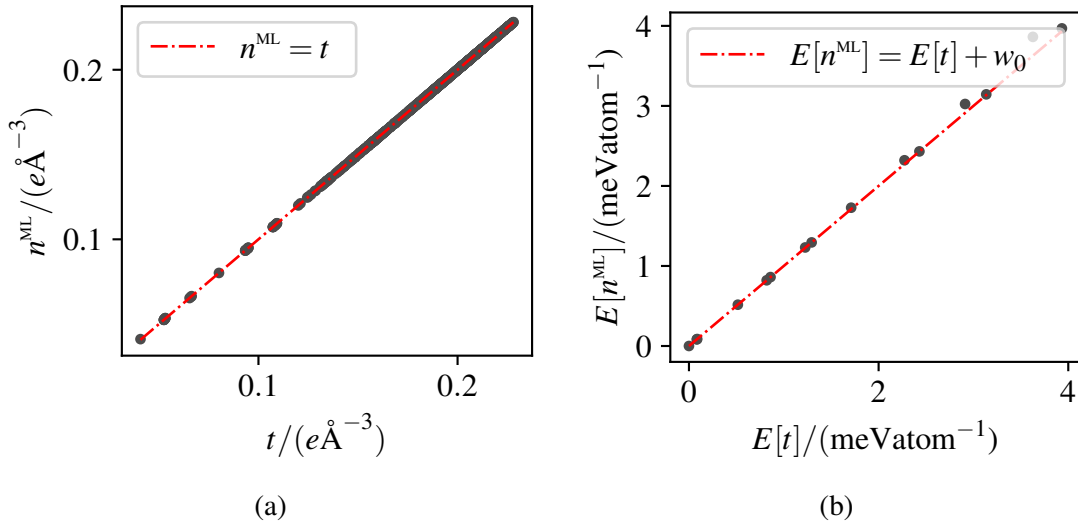 n^ML = t
0.2
0.1
n^ML/(eÅ^−3)
0.1
0.2
t/(eÅ^−3)
(a)
E[n^ML] = E[t] + w_0
4
3
2
1
0
E[n^ML]/(meVatom^−1)
0
2
4
E[t]/(meVatom^−1)
(b)